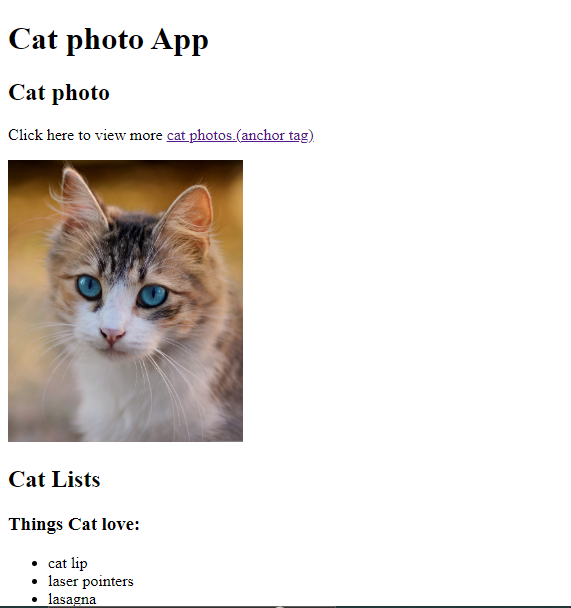 Cat photo App
Cat photo
Click here to view more cat photos.(anchor tag)
Cat Lists
Things Cat love:
cat lip
laser pointers
lasagna